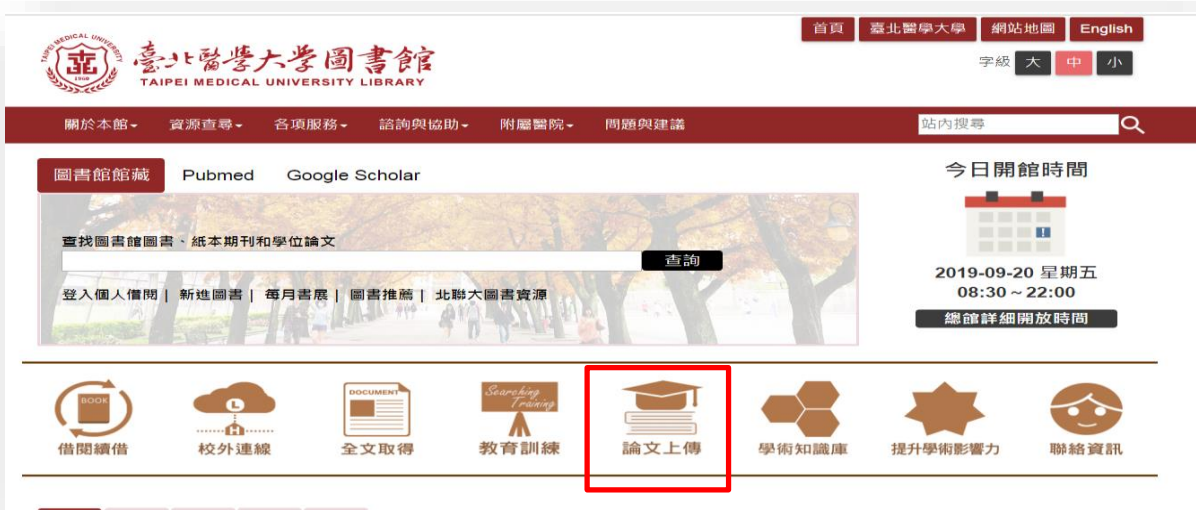 首頁 臺北醫學大學 網站地圖 English
TAIPEI MEDICAL UNIVERSITY
1960
臺北醫學大學圖書館
TAIPEI MEDICAL UNIVERSITY LIBRARY
字級 大 中 小
關於本館 資源查尋 各項服務 諮詢與協助 附屬醫院 問題與建議 站內搜尋
圖書館館藏 Pubmed Google Scholar
今日開館時間
查找圖書館圖書、紙本期刊和學位論文
查詢
登入個人借閱 | 新進圖書 | 每月書展 | 圖書推薦 | 北聯大圖書資源
2019-09-20 星期五
08:30 ~ 22:00
總館詳細開放時間
BOOK
L
H
DOCUMENT
Searching
Training
借閱續借 校外連線 全文取得 教育訓練 論文上傳 學術知識庫 提升學術影響力 聯絡資訊